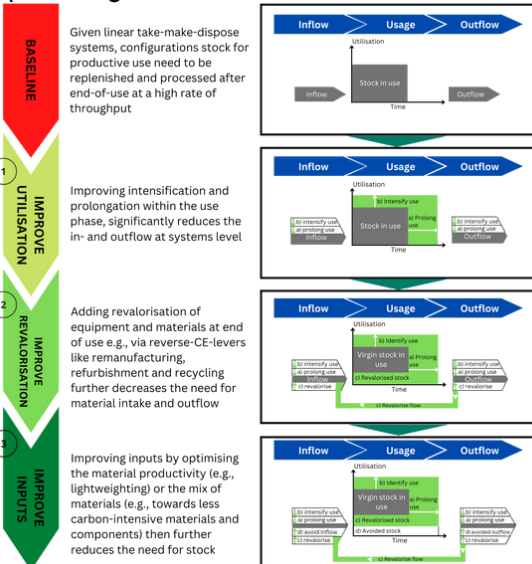 BASELINE
Given linear take-make-dispose
systems, configurations stock for
productive use need to be
replenished and processed after
end-of-use at a high rate of
throughput
Inflow
Usage
Outflow
Utilisation
Stock in use
Inflow
Outflow
Time
1
IMPROVE
UTILISATION
Improving intensification and
prolongation within the use
phase, significantly reduces the
in- and outflow at systems level
Inflow
Usage
Outflow
Utilisation
b) Intensify use
Stock in use
a) Prolong
use
b) intensify use
a) prolong use
Inflow
b) intensify use
a) prolong use
Outflow
Time
2
IMPROVE
REVALORISATION
Adding revalorisation of
equipment and materials at end
of use e.g., via reverse-CE-levers
like remanufacturing,
refurbishment and recycling
further decreases the need for
material intake and outflow
Inflow
Usage
Outflow
Utilisation
b) Identify use
Virgin stock in
use
a) Prolong
use
c) Revalorised stock
b) intensify use
a) prolong use
Inflow
c) revalorise
b) intensify use
a) prolong use
Outflow
c) revalorise
Time
c) Revalorise flow
3
IMPROVE
INPUTS
Improving inputs by optimising
the material productivity (e.g.,
lightweighting) or the mix of
materials (e.g., towards less
carbon-intensive materials and
components) then further
reduces the need for stock
Inflow
Usage
Outflow
Utilisation
b) Identify use
Virgin stock in
use
a) Prolong
use
c) Revalorised stock
d) Avoided stock
b) intensify use
a) prolong use
d) avoid inflow
c) revalorise
b) intensify use
a) prolong use
d) avoided outflow
c) revalorise
Time
c) Revalorise flow